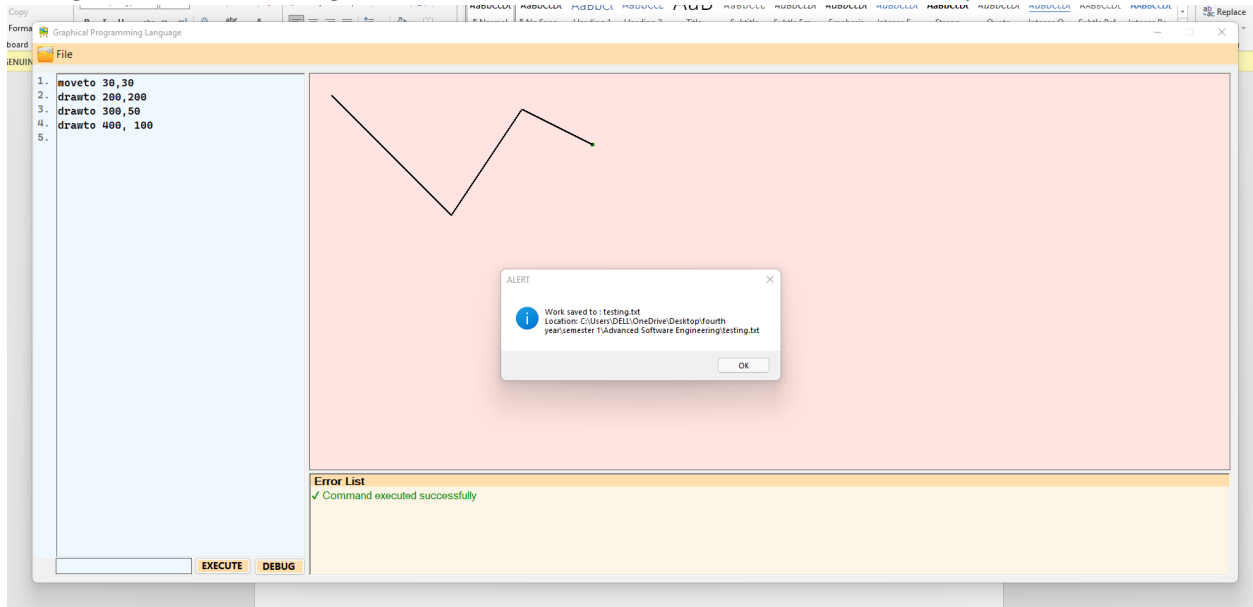 Copy
Replace
Graphical Programming Language
File
1. moveto 30,30
2. drawto 200,200
3. drawto 300,50
4. drawto 400, 100
5.
ALERT
Work saved to : testing.txt
Location: C:\Users\DELL\OneDrive\Desktop\fourth
year\semester 1\Advanced Software Engineering\testing.txt
OK
Error List
✓ Command executed successfully
EXECUTE DEBUG